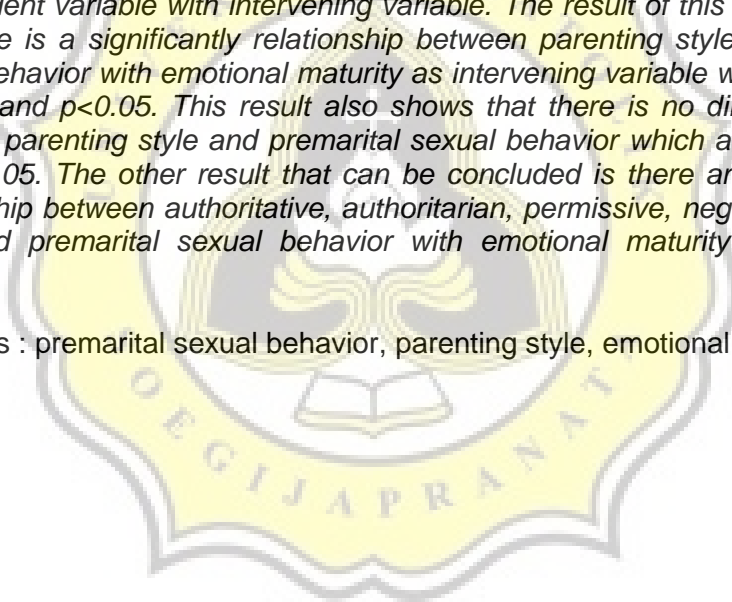 ent variable with intervening variable. The result of this
e is a significantly relationship between parenting style
ehavior with emotional maturity as intervening variable w
and p<0.05. This result also shows that there is no di
parenting style and premarital sexual behavior which a
05. The other result that can be concluded is there ar
hip between authoritative, authoritarian, permissive, neg
d premarital sexual behavior with emotional maturity
s : premarital sexual behavior, parenting style, emotional
OEGIJAPRANATA